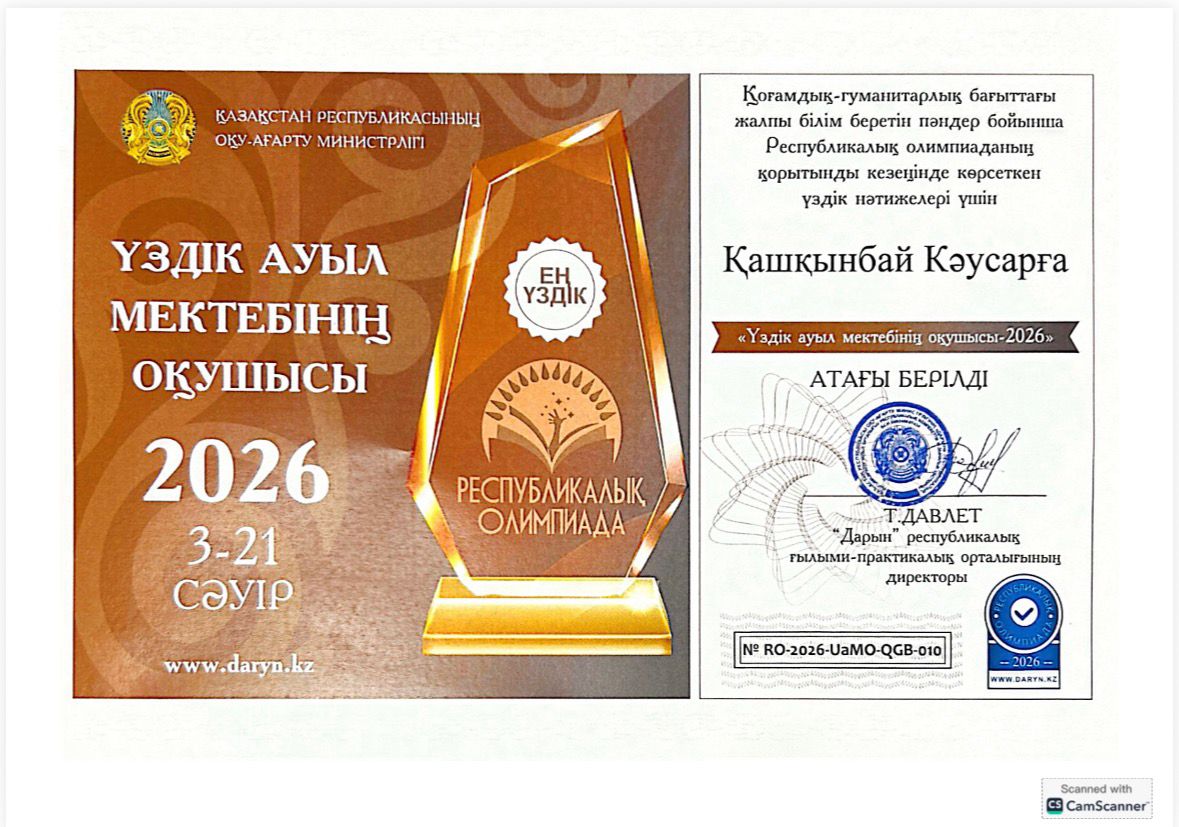 ҚАЗАҚСТАН РЕСПУБЛИКАСЫНЫҢ
ОҚУ-АҒАРТУ МИНИСТРЛІГІ
ҮЗДІК АУЫЛ
МЕКТЕБІНІҢ
ОҚУШЫСЫ
2026
3-21
СӘУІР
www.daryn.kz
ЕҢ
ҮЗДІК
РЕСПУБЛИКАЛЫҚ
ОЛИМПИАДА
Қоғамдық-гуманитарлық бағыттағы
жалпы білім беретін пәндер бойынша
Республикалық олимпиаданың
қорытынды кезеңінде көрсеткен
үздік нәтижелері үшін
Қашқынбай Кәусарға
«Үздік ауыл мектебінің оқушысы-2026»
АТАҒЫ БЕРІЛДІ
Т.ДАВЛЕТ
"Дарын" республикалық
ғылыми-практикалық орталығының
директоры
№ RO-2026-UaMO-QGB-010
РЕСПУБЛИКАЛЫҚ
ОЛИМПИАДА
2026
WWW.DARYN.KZ
Scanned with
CS CamScanner